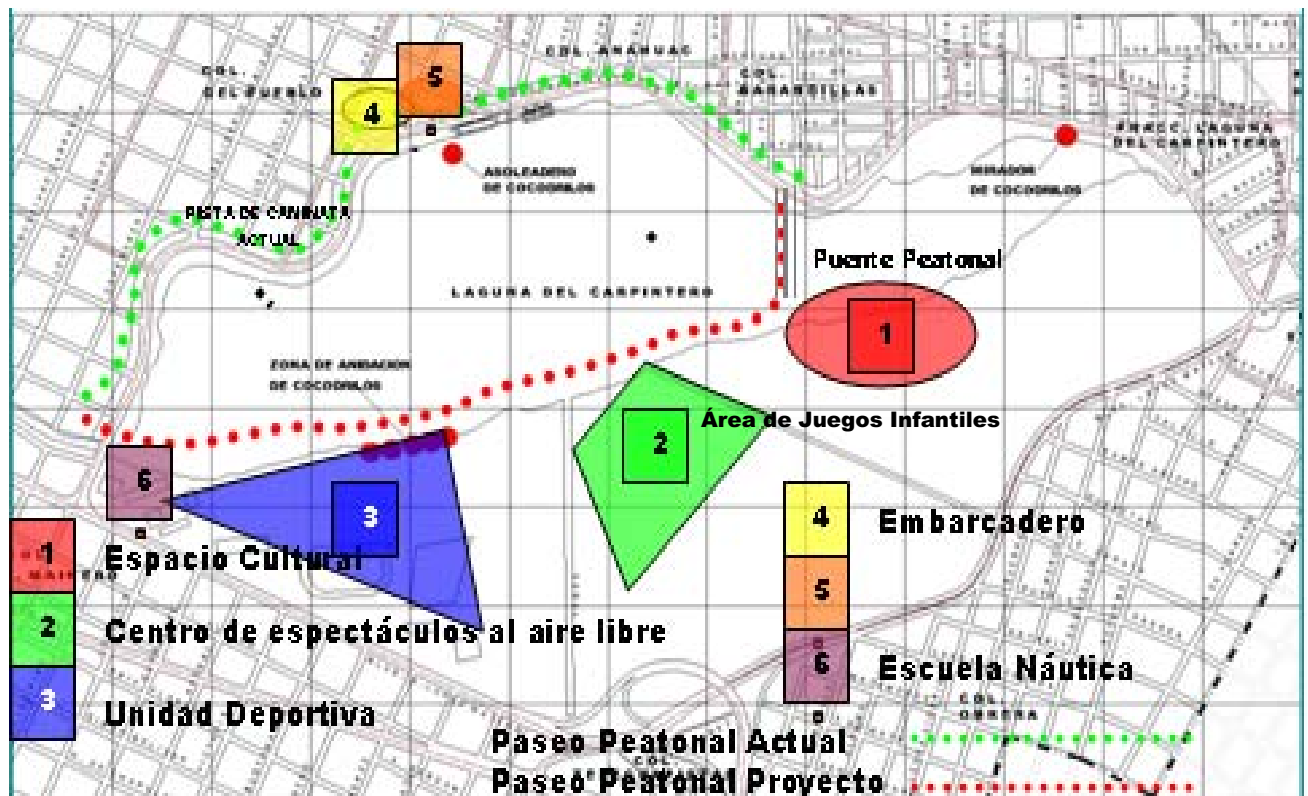 COL. ANAHUAC
COL.
DEL PUEBLO
5
4
COL.
BARANDILLAS
FRACC. LAGUNA
DEL CARPINTERO
ASOLEADERO
DE COCODRILOS
MIRADOR
DE COCODRILOS
PISTA DE CAMINATA
ACTUAL
Puente Peatonal
LAGUNA DEL CARPINTERO
1
ZONA DE ANIDACION
DE COCODRILOS
2
Área de Juegos Infantiles
6
3
1
Espacio Cultural
2
Centro de espectáculos al aire libre
3
Unidad Deportiva
4
Embarcadero
5
6
Escuela Náutica
COL.
OBRERA
Paseo Peatonal Actual
COL.
Paseo Peatonal Proyecto